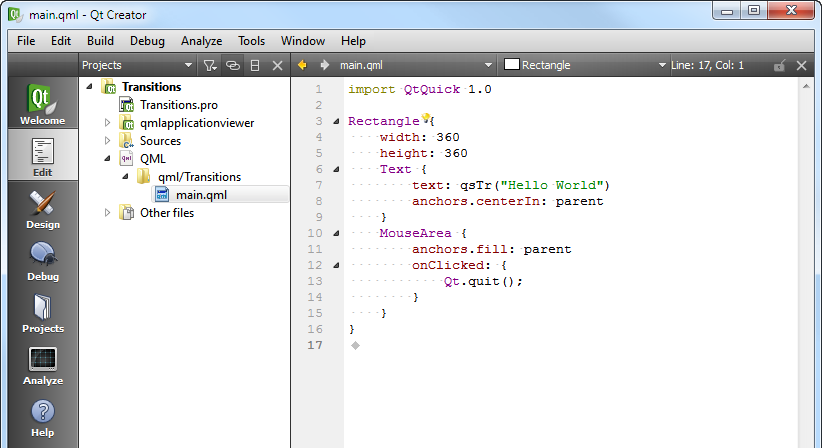 main.qml - Qt Creator
File Edit Build Debug Analyze Tools Window Help
Projects main.qml Rectangle Line: 17, Col: 1
Qt
Welcome
Edit
Design
Debug
Projects
Analyze
Help
Transitions
Transitions.pro
qmlapplicationviewer
Sources
QML
qml/Transitions
main.qml
Other files
1 import QtQuick 1.0
2
3 Rectangle {
4     width: 360
5     height: 360
6     Text {
7         text: qsTr("Hello World")
8         anchors.centerIn: parent
9     }
10     MouseArea {
11         anchors.fill: parent
12         onClicked: {
13             Qt.quit();
14         }
15     }
16 }
17